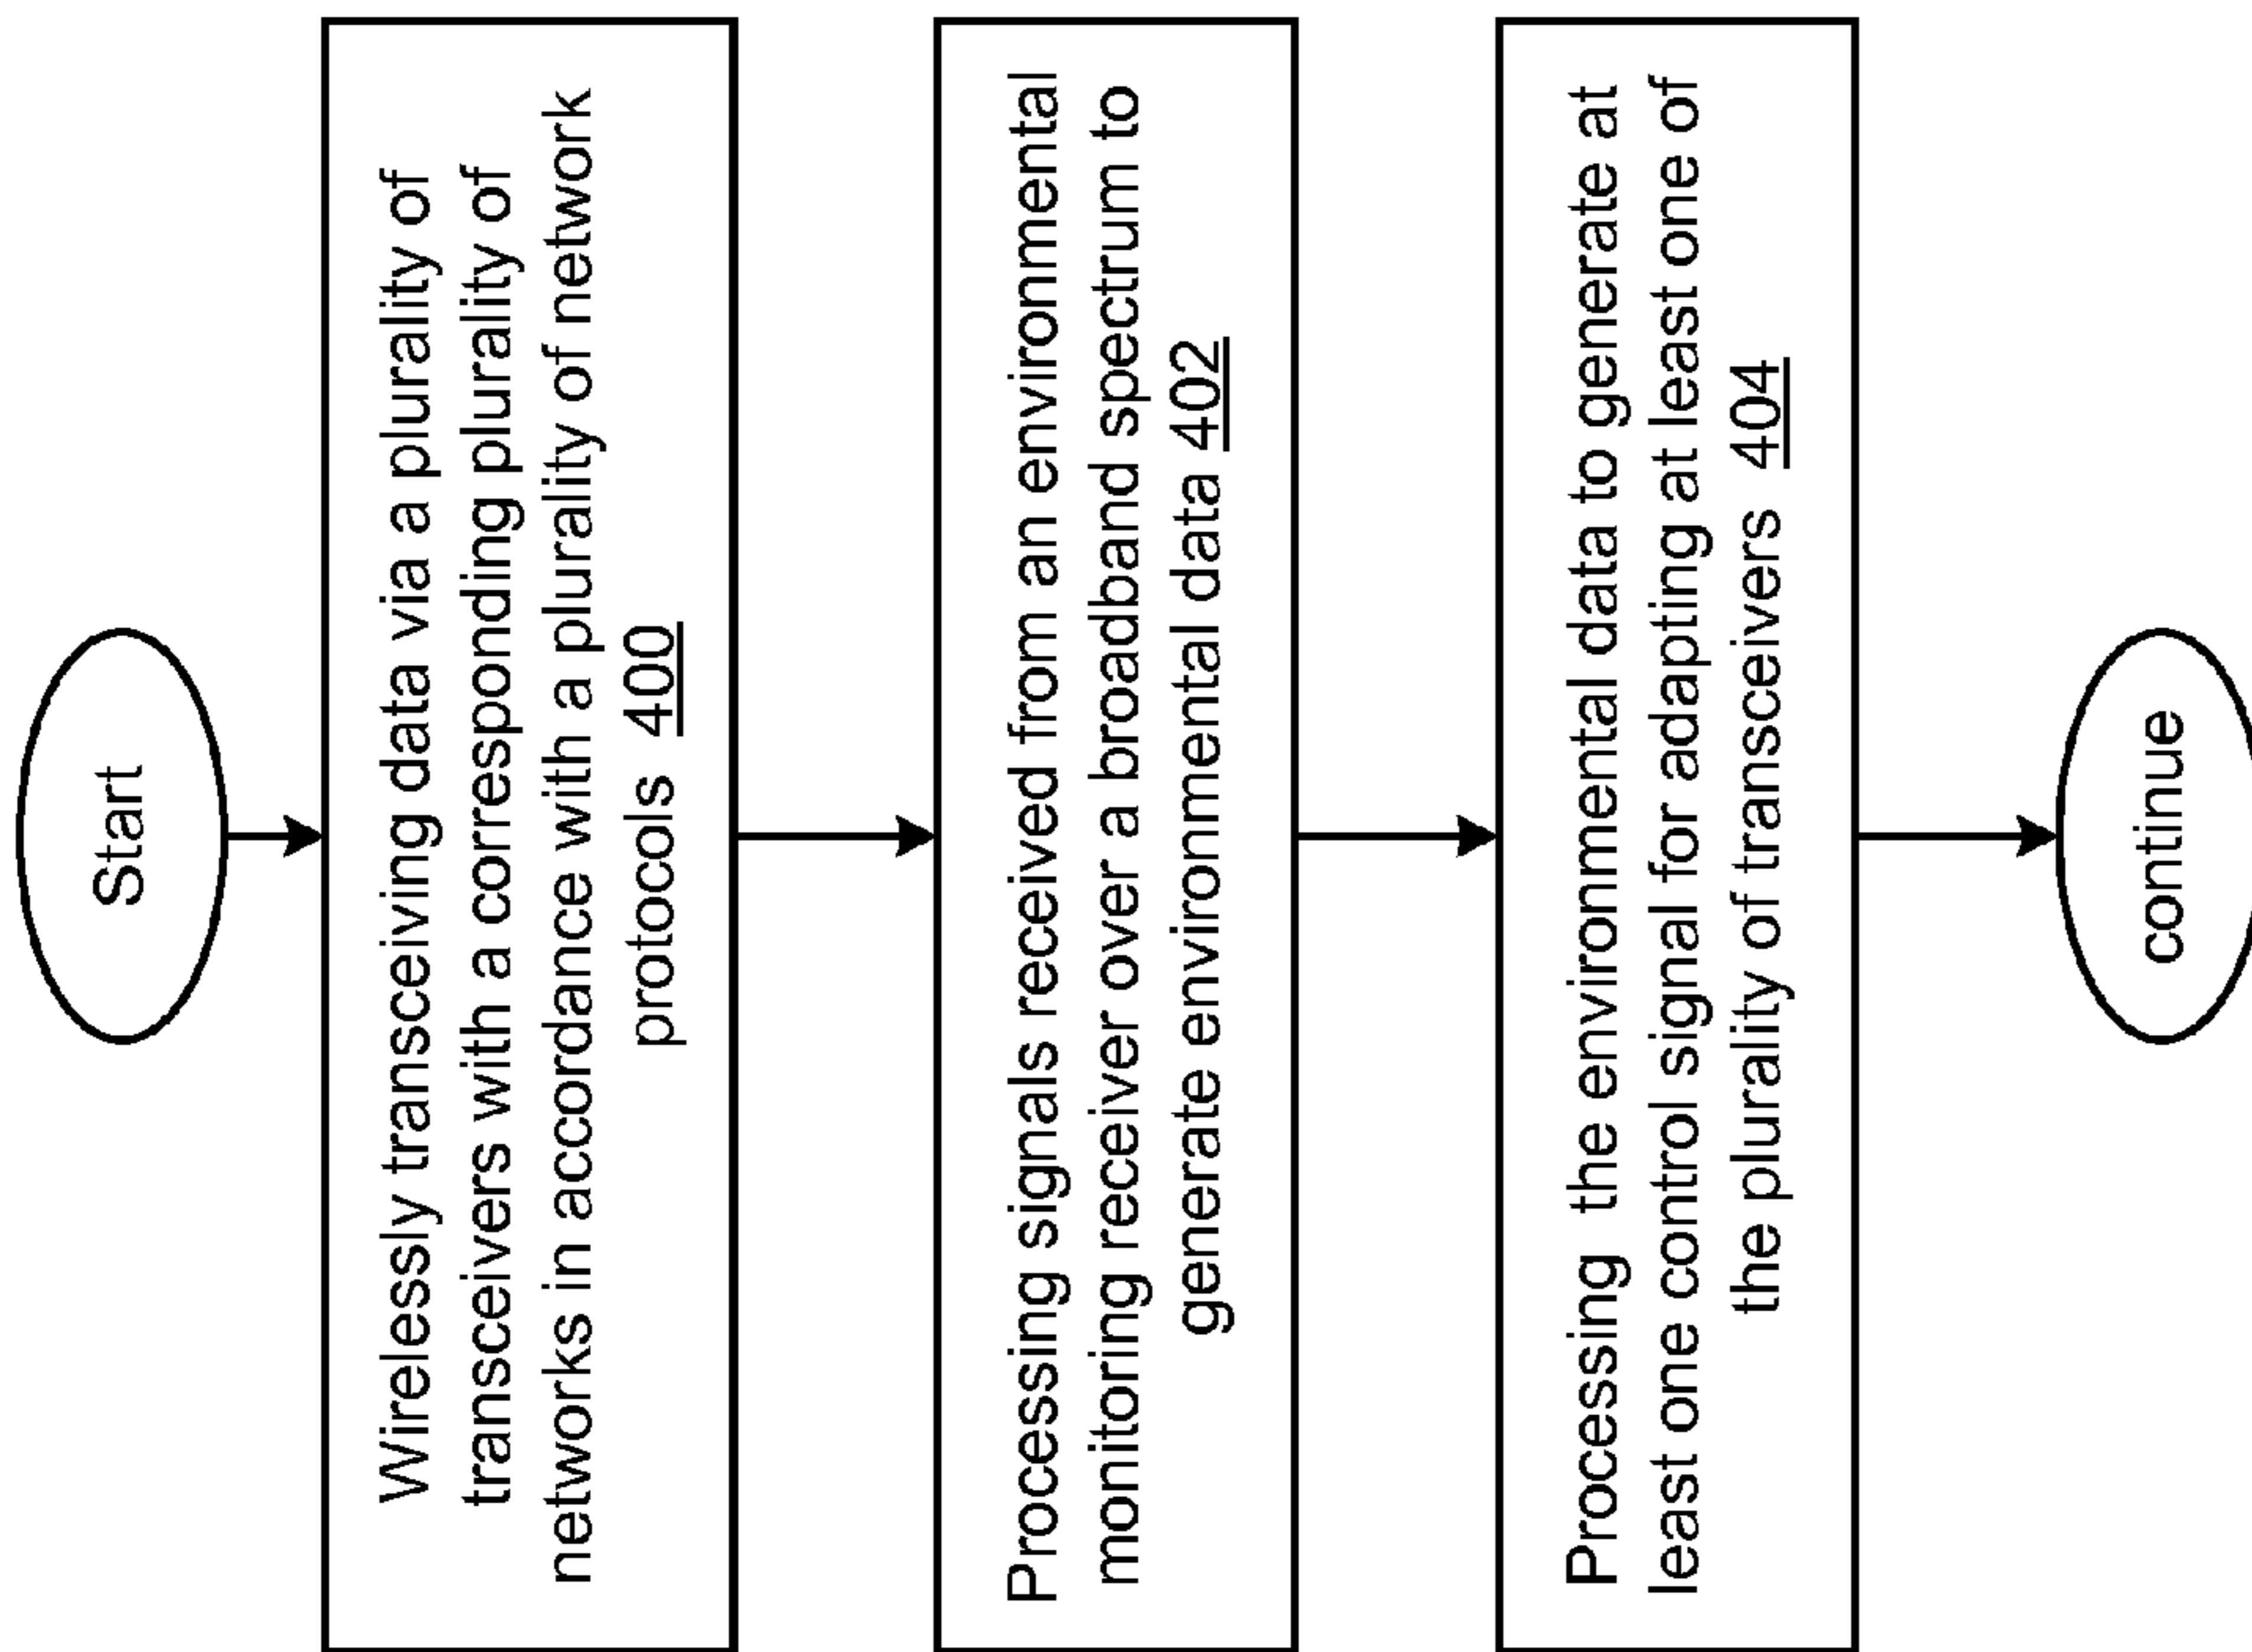 Start
Wirelessly transceiving data via a plurality of
transceivers with a corresponding plurality of
networks in accordance with a plurality of network
protocols 400
Processing signals received from an environmental
monitoring receiver over a broadband spectrum to
generate environmental data 402
Processing the environmental data to generate at
least one control signal for adapting at least one of
the plurality of transceivers 404
continue